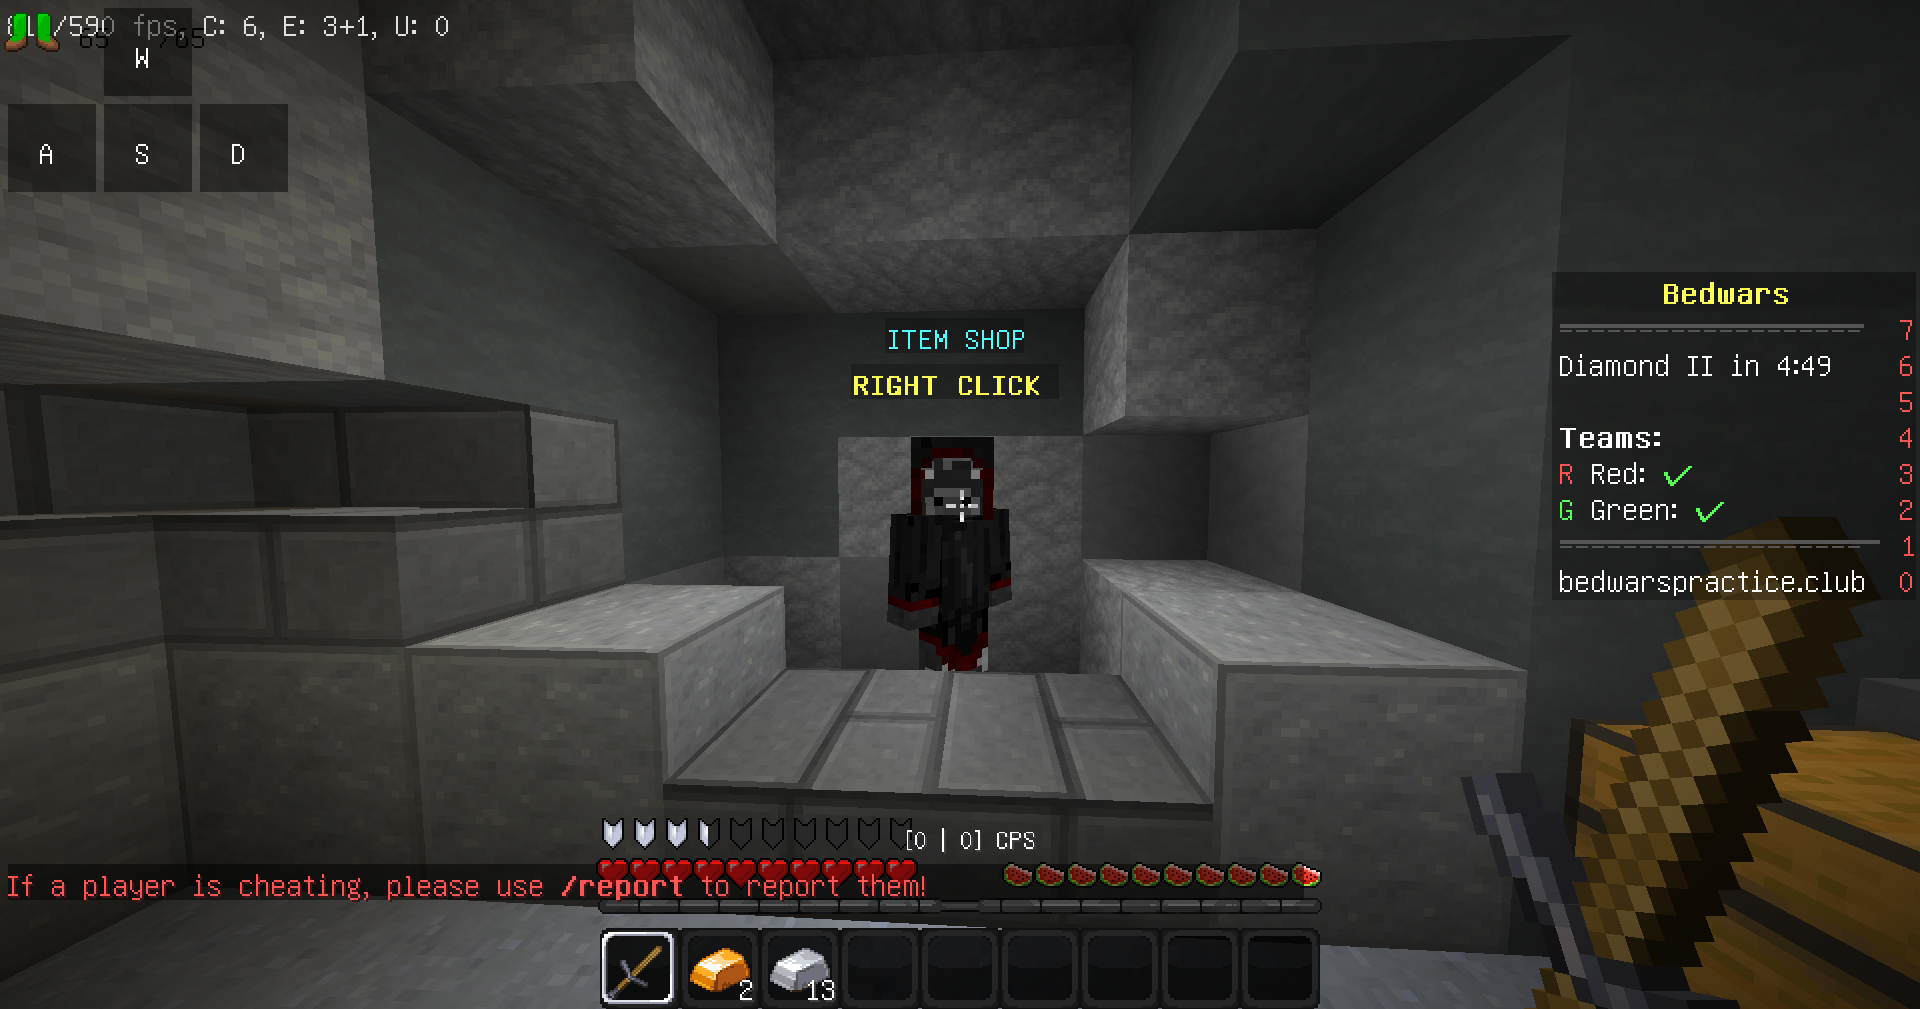 /590 fps, C: 6, E: 3+1, U: 0
W
A S D
ITEM SHOP
RIGHT CLICK
Bedwars
7
Diamond II in 4:49 6
5
Teams: 4
R Red: ✓ 3
G Green: ✓ 2
1
bedwarspractice.club 0
[0 | 0] CPS
If a player is cheating, please use /report to report them!
2 13